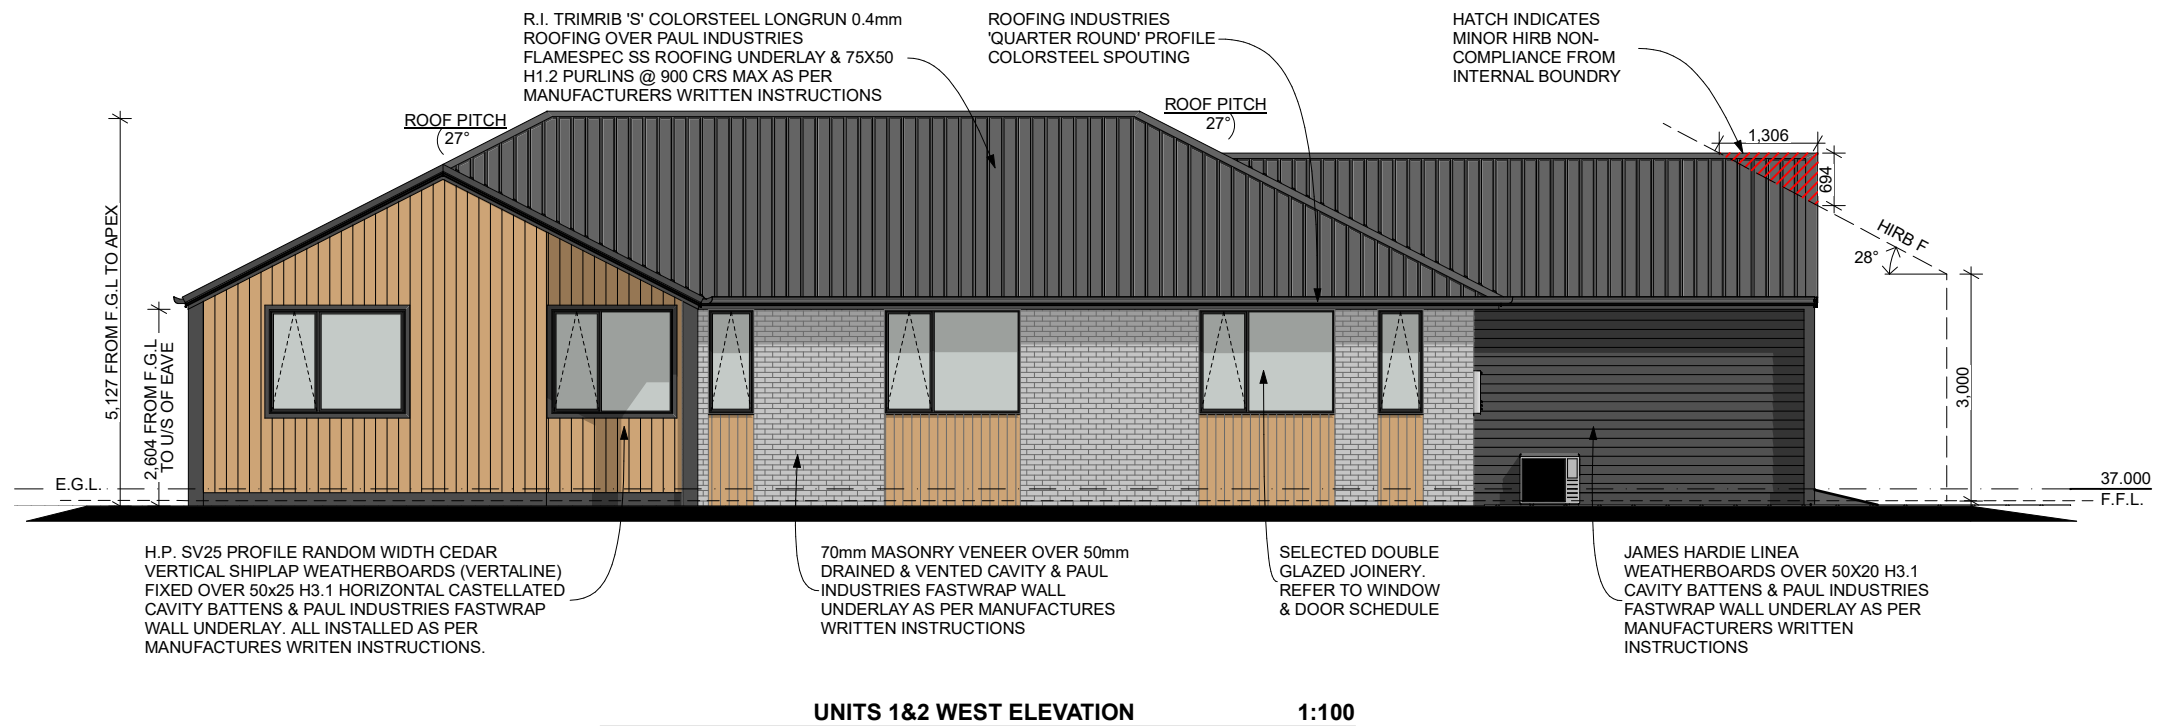 R.I. TRIMRIB 'S' COLORSTEEL LONGRUN 0.4mm
ROOFING OVER PAUL INDUSTRIES
FLAMESPEC SS ROOFING UNDERLAY & 75X50
H1.2 PURLINS @ 900 CRS MAX AS PER
MANUFACTURERS WRITTEN INSTRUCTIONS
ROOFING INDUSTRIES
'QUARTER ROUND' PROFILE
COLORSTEEL SPOUTING
HATCH INDICATES
MINOR HIRB NON-
COMPLIANCE FROM
INTERNAL BOUNDRY
ROOF PITCH
27°
ROOF PITCH
27°
1,306
694
HIRB F
28°
3,000
5,127 FROM F.G.L TO APEX
2,604 FROM F.G.L
TO U/S OF EAVE
E.G.L.
37.000
F.F.L.
H.P. SV25 PROFILE RANDOM WIDTH CEDAR
VERTICAL SHIPLAP WEATHERBOARDS (VERTALINE)
FIXED OVER 50x25 H3.1 HORIZONTAL CASTELLATED
CAVITY BATTENS & PAUL INDUSTRIES FASTWRAP
WALL UNDERLAY. ALL INSTALLED AS PER
MANUFACTURES WRITEN INSTRUCTIONS.
70mm MASONRY VENEER OVER 50mm
DRAINED & VENTED CAVITY & PAUL
INDUSTRIES FASTWRAP WALL
UNDERLAY AS PER MANUFACTURES
WRITTEN INSTRUCTIONS
SELECTED DOUBLE
GLAZED JOINERY.
REFER TO WINDOW
& DOOR SCHEDULE
JAMES HARDIE LINEA
WEATHERBOARDS OVER 50X20 H3.1
CAVITY BATTENS & PAUL INDUSTRIES
FASTWRAP WALL UNDERLAY AS PER
MANUFACTURERS WRITTEN
INSTRUCTIONS
UNITS 1&2 WEST ELEVATION 1:100